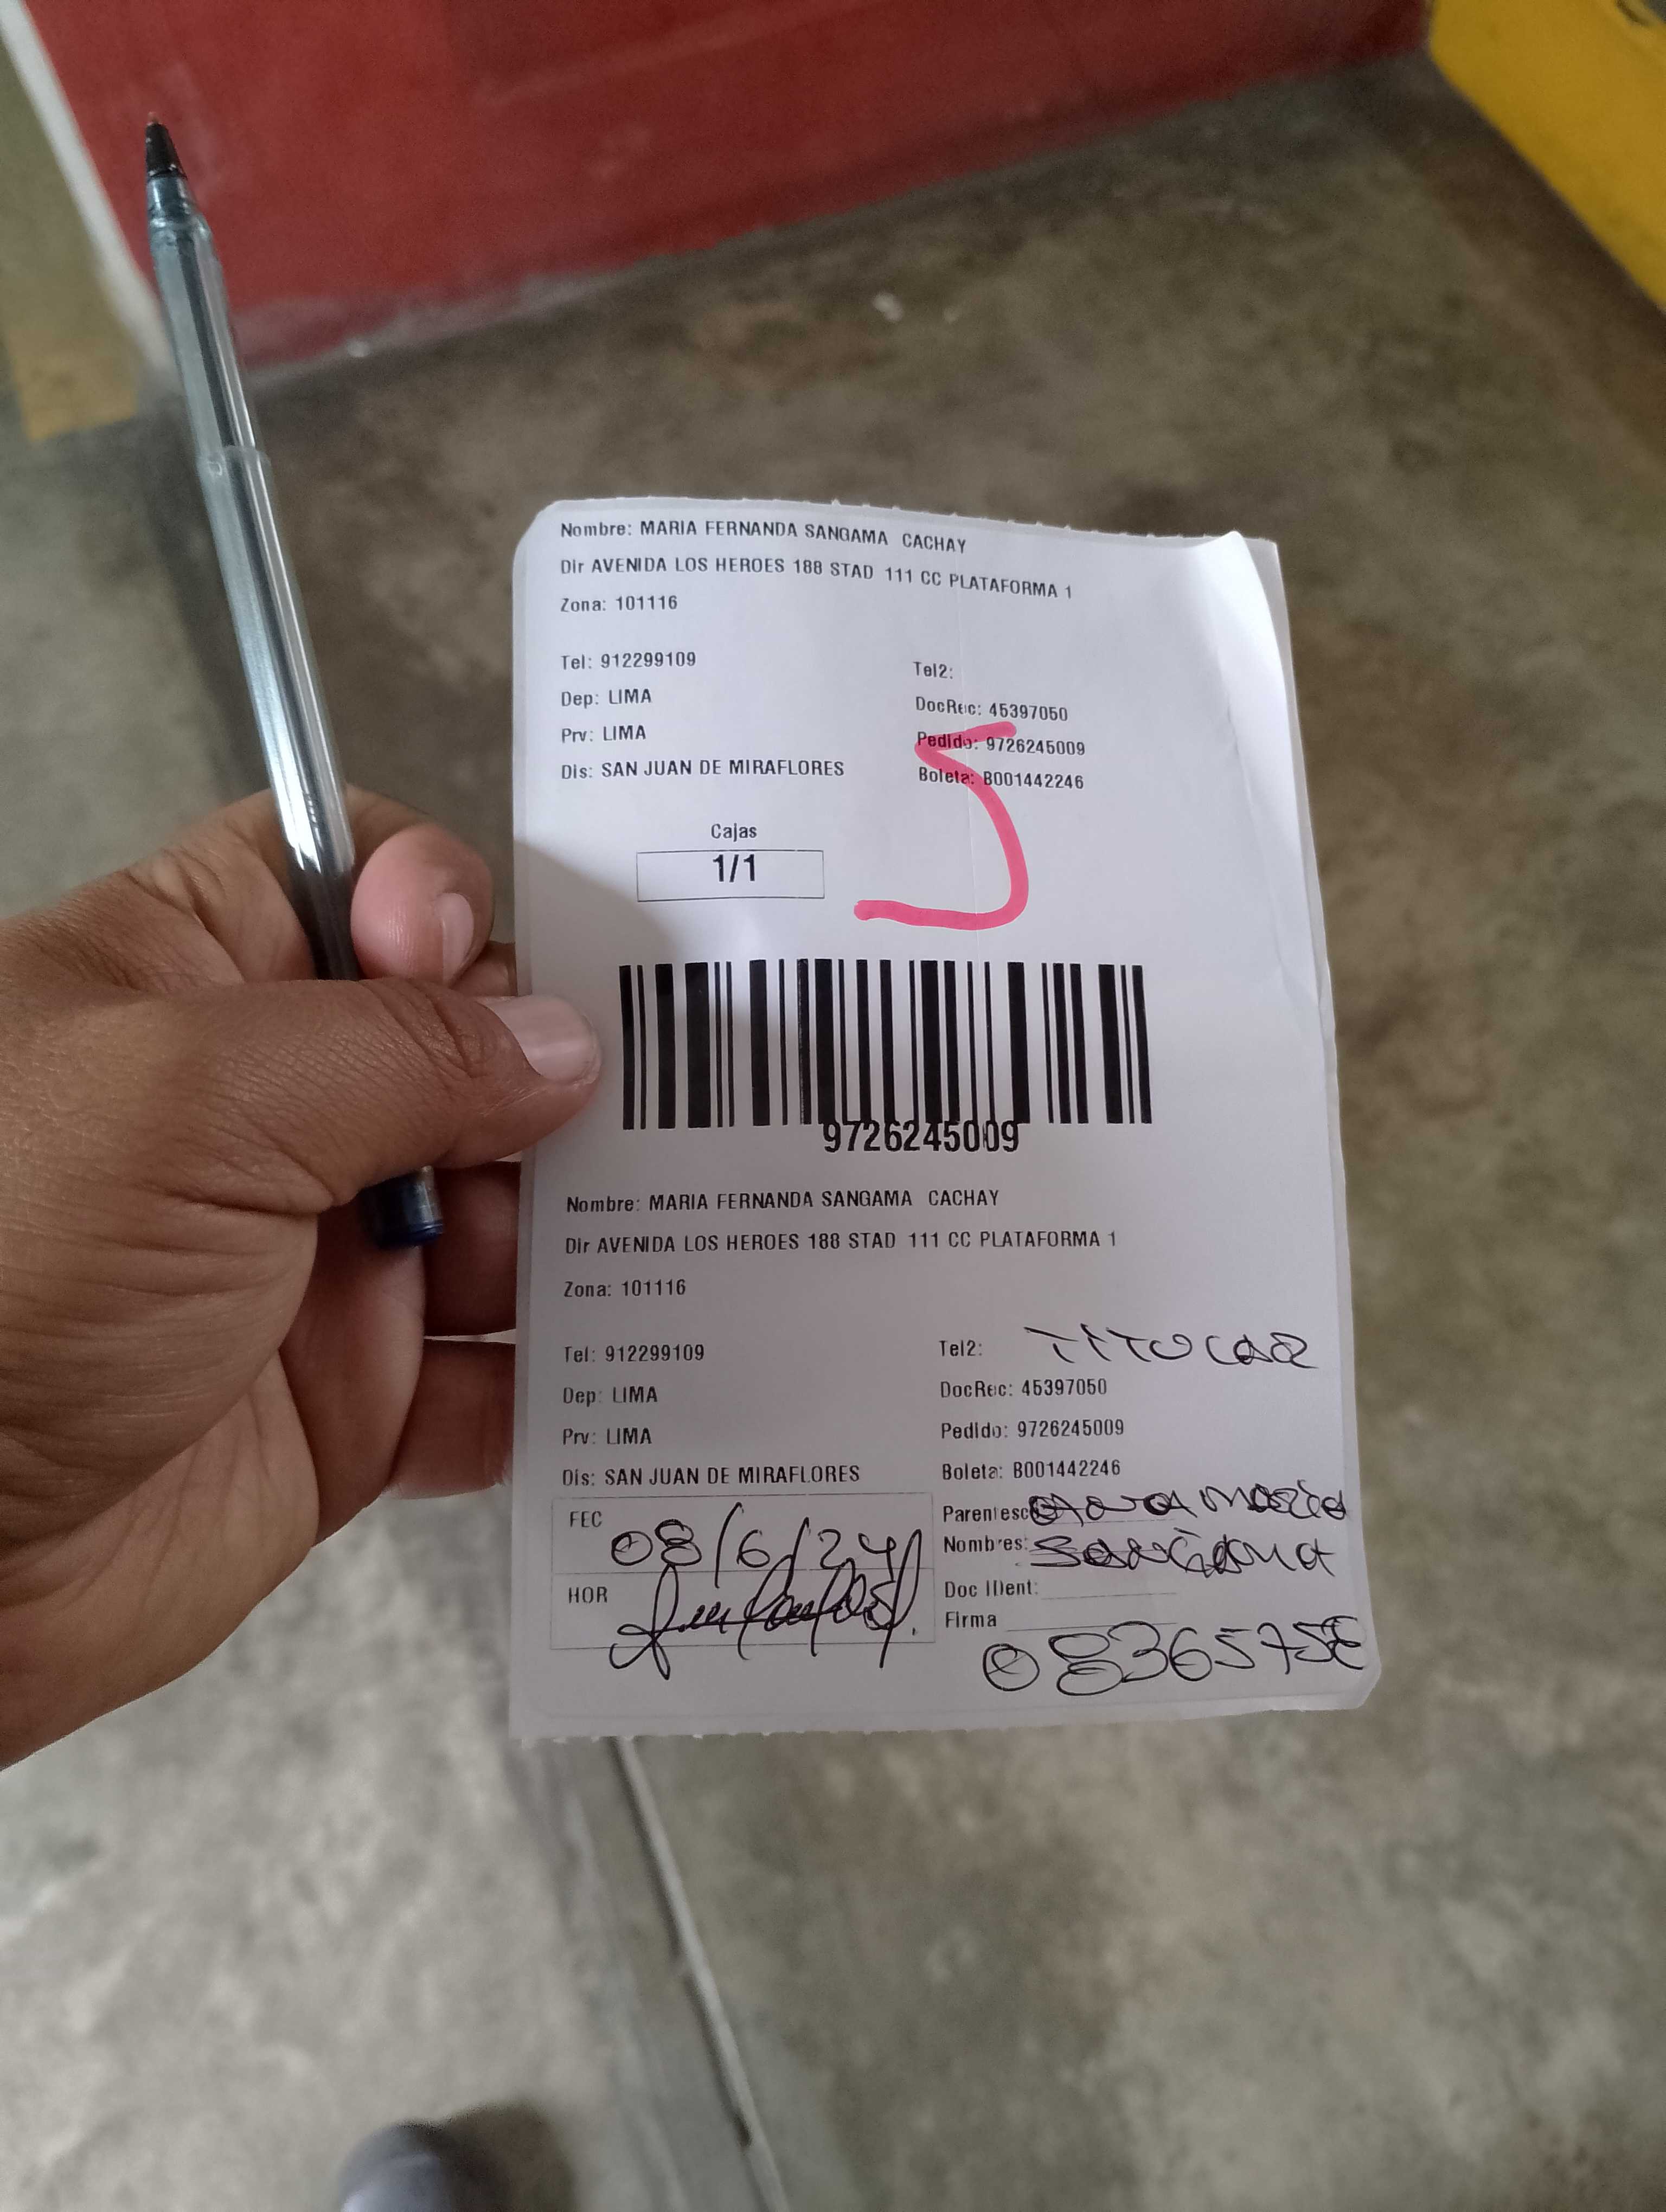 Nombre: MARIA FERNANDA SANGAMA CACHAY
Dir AVENIDA LOS HEROES 188 STAD 111 CC PLATAFORMA 1
Zona: 101116
Tel: 912299109
Tel2:
Dep: LIMA
DocRec: 45397050
Prv: LIMA
Pedido: 9726245009
Dis: SAN JUAN DE MIRAFLORES
Boleta: B001442246
5
Cajas
1/1
9726245009
Nombre: MARIA FERNANDA SANGAMA CACHAY
Dir AVENIDA LOS HEROES 188 STAD 111 CC PLATAFORMA 1
Zona: 101116
Tel: 912299109
Tel2: TITO
Dep: LIMA
DocRec: 45397050
Prv: LIMA
Pedido: 9726245009
Dis: SAN JUAN DE MIRAFLORES
Boleta: B001442246
FEC 08/6/24
Parentesco maria
Nombres:
HOR
Doc Ident:
Firma